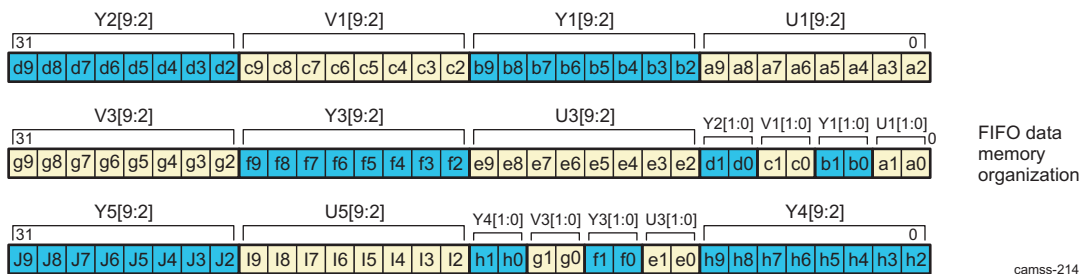 Y2[9:2] V1[9:2] Y1[9:2] U1[9:2]
31 0
d9 d8 d7 d6 d5 d4 d3 d2 c9 c8 c7 c6 c5 c4 c3 c2 b9 b8 b7 b6 b5 b4 b3 b2 a9 a8 a7 a6 a5 a4 a3 a2
V3[9:2] Y3[9:2] U3[9:2] Y2[1:0] V1[1:0] Y1[1:0] U1[1:0]
31 0
g9 g8 g7 g6 g5 g4 g3 g2 f9 f8 f7 f6 f5 f4 f3 f2 e9 e8 e7 e6 e5 e4 e3 e2 d1 d0 c1 c0 b1 b0 a1 a0
FIFO data
memory
organization
Y5[9:2] U5[9:2] Y4[1:0] V3[1:0] Y3[1:0] U3[1:0] Y4[9:2]
31 0
J9 J8 J7 J6 J5 J4 J3 J2 I9 I8 I7 I6 I5 I4 I3 I2 h1 h0 g1 g0 f1 f0 e1 e0 h9 h8 h7 h6 h5 h4 h3 h2
camss-214